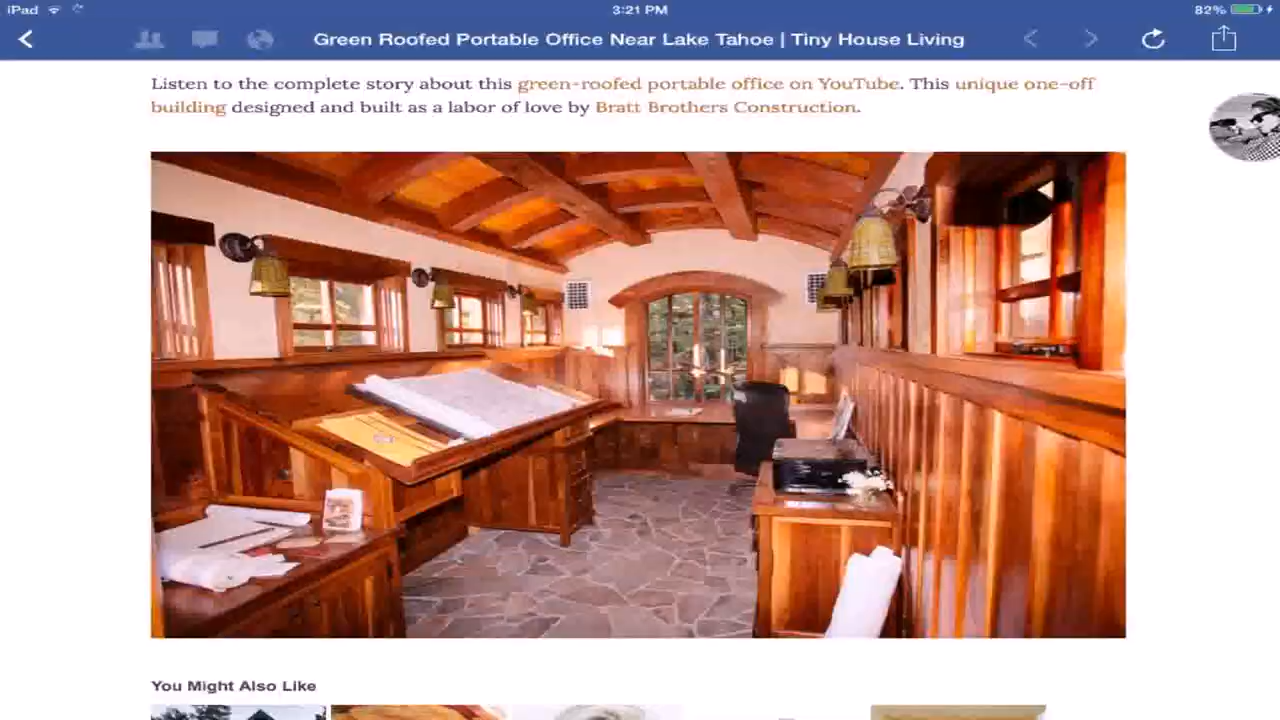 iPad
3:21 PM
82%
Green Roofed Portable Office Near Lake Tahoe | Tiny House Living
Listen to the complete story about this green-roofed portable office on YouTube. This unique one-off
building designed and built as a labor of love by Bratt Brothers Construction.
You Might Also Like